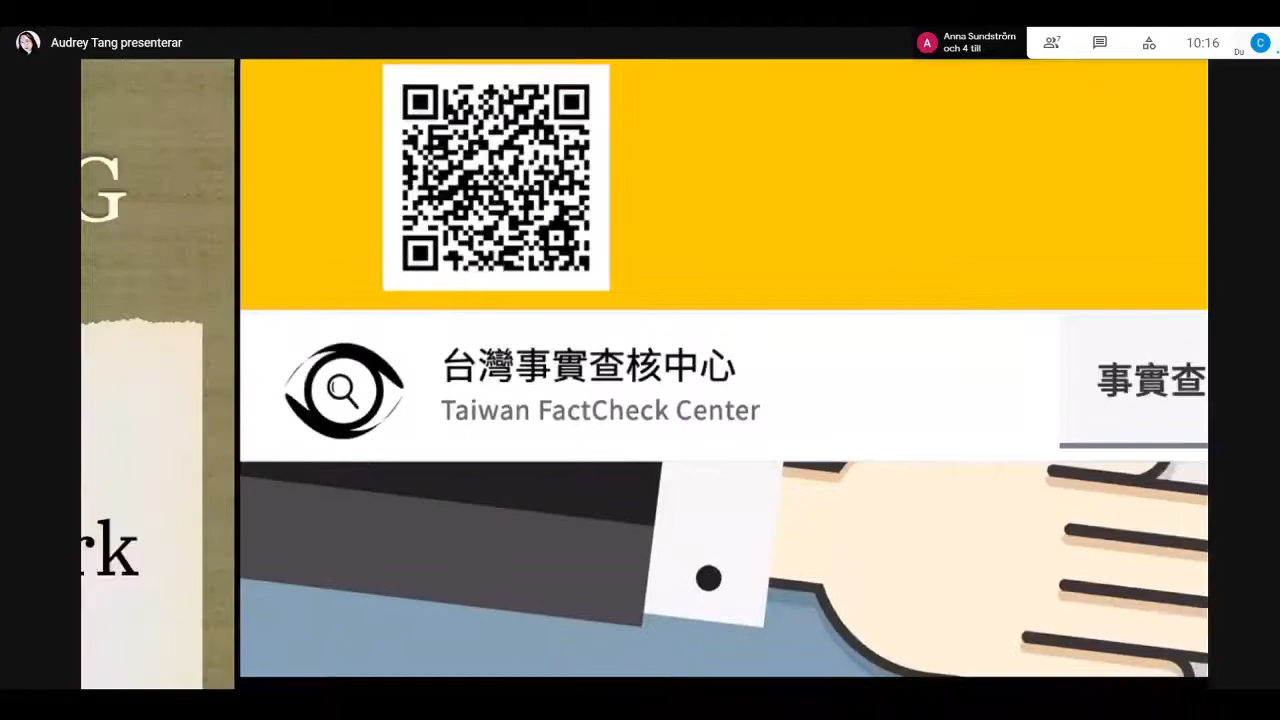 Audrey Tang presenterar
Anna Sundström
och 4 till
7
10:16
Du
A
C
G
rk
台灣事實查核中心
Taiwan FactCheck Center
事實查